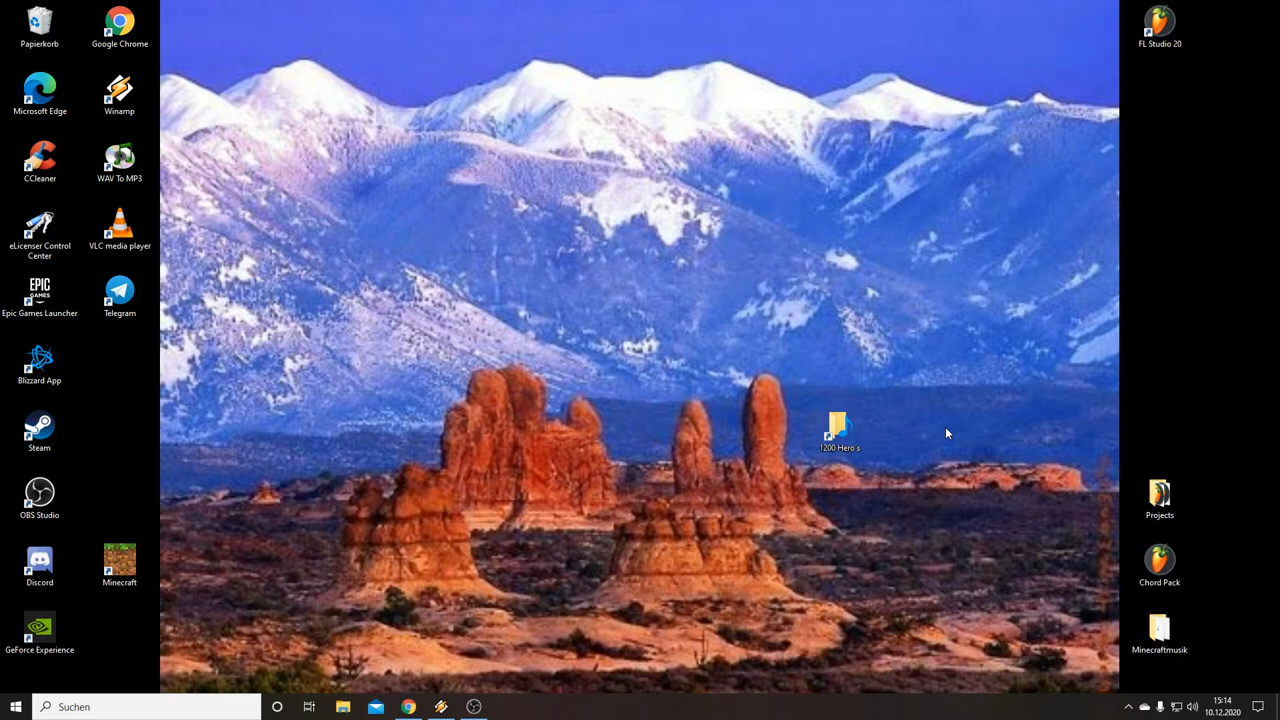 Papierkorb
Google Chrome
FL Studio 20
Microsoft Edge
Winamp
CCleaner
WAV To MP3
eLicenser Control
Center
VLC media player
EPIC
GAMES
Epic Games Launcher
Telegram
Blizzard App
Steam
1200 Hero's
OBS Studio
Projects
Discord
Minecraft
Chord Pack
GeForce Experience
Minecraftmusik
Suchen
15:14
10.12.2020